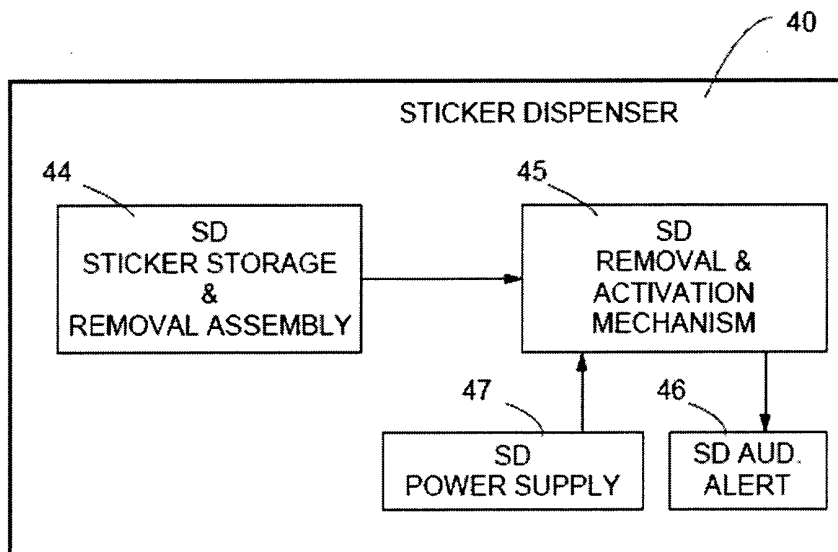 40
STICKER DISPENSER
44
SD
STICKER STORAGE
&
REMOVAL ASSEMBLY
45
SD
REMOVAL &
ACTIVATION
MECHANISM
47
SD
POWER SUPPLY
46
SD AUD.
ALERT